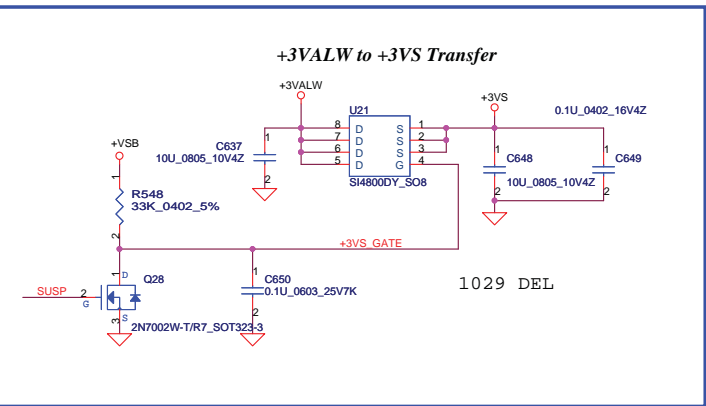 +3VALW to +3VS Transfer
+3VALW
U21
+3VS
0.1U_0402_16V4Z
8 D S 1
7 D S 2
6 D S 3
5 D G 4
SI4800DY_SO8
+VSB
1
C637
10U_0805_10V4Z
2
1
C648
10U_0805_10V4Z
2
1
C649
2
1
R548
33K_0402_5%
2
+3VS_GATE
SUSP
2
G
1
D
Q28
3
S
2N7002W-T/R7_SOT323-3
1
C650
0.1U_0603_25V7K
2
1029 DEL